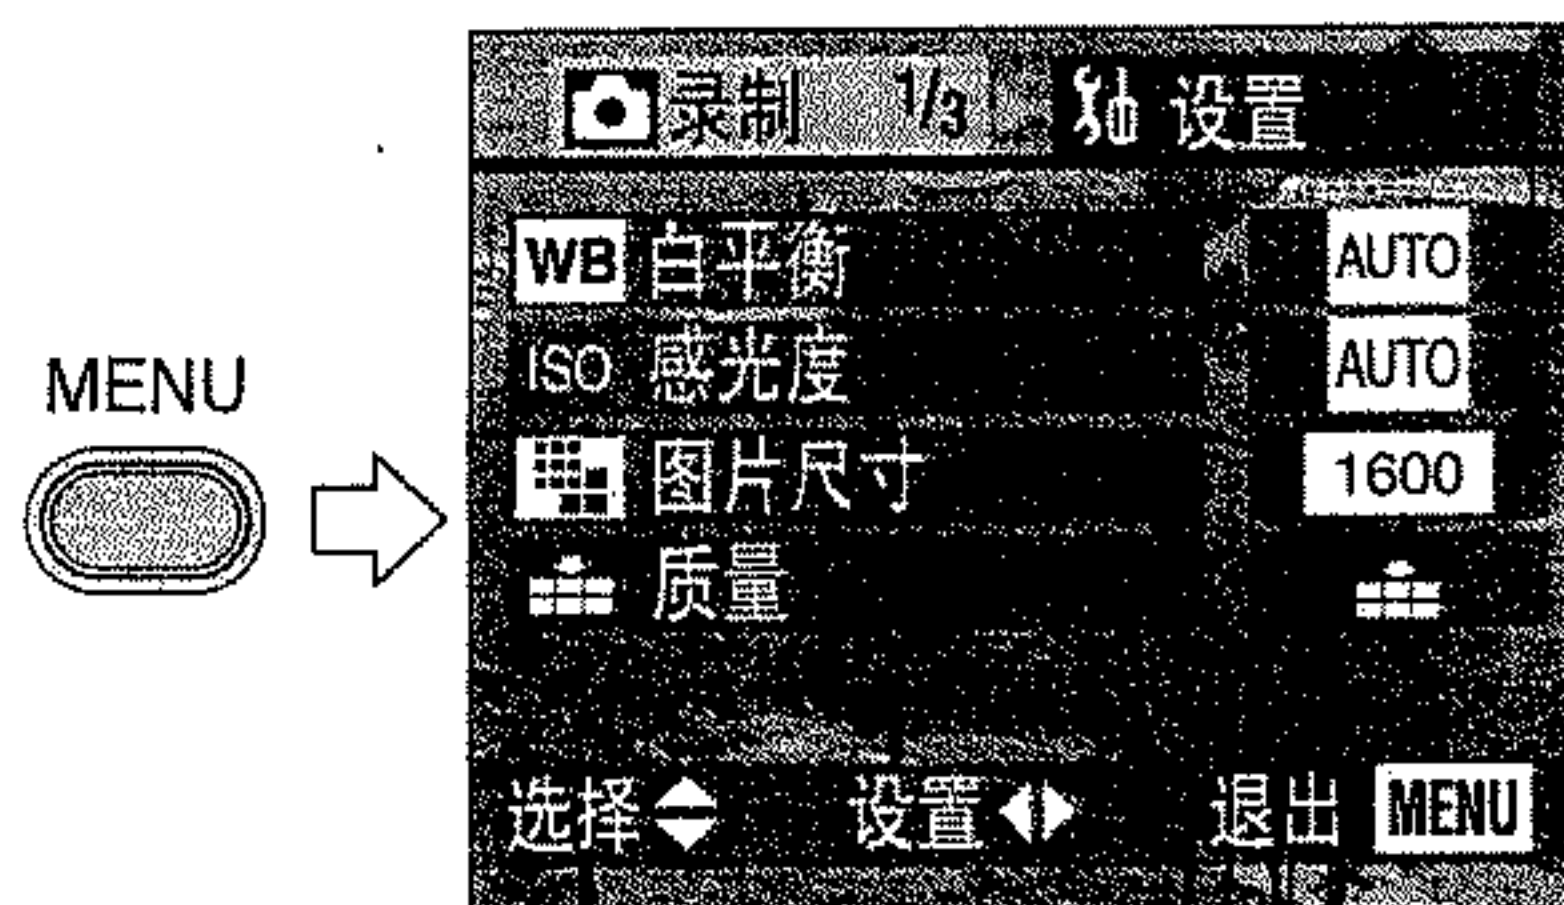 录制 1/3 设置
WB 白平衡 AUTO
ISO 感光度 AUTO
MENU
图片尺寸 1600
质量
选择 设置 退出 MENU